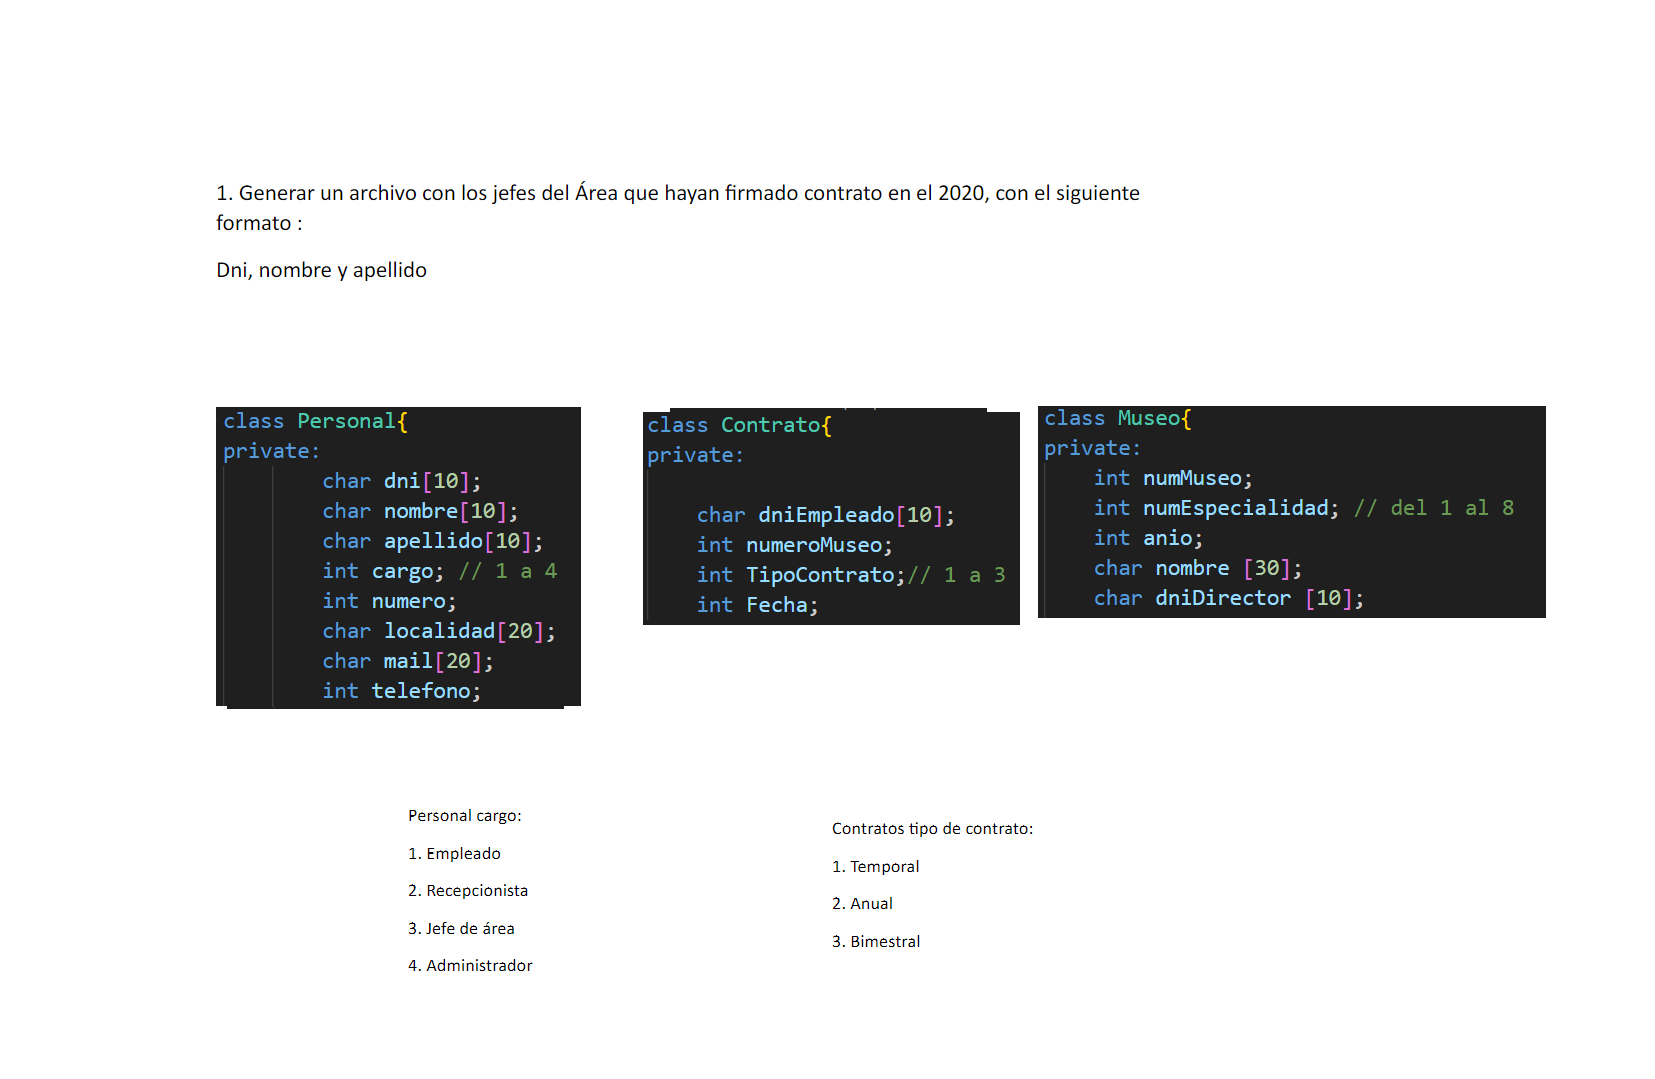 1. Generar un archivo con los jefes del Área que hayan firmado contrato en el 2020, con el siguiente
formato :
Dni, nombre y apellido
class Personal{
private:
char dni[10];
char nombre[10];
char apellido[10];
int cargo; // 1 a 4
int numero;
char localidad[20];
char mail[20];
int telefono;
class Contrato{
private:
char dniEmpleado[10];
int numeroMuseo;
int TipoContrato;// 1 a 3
int Fecha;
class Museo{
private:
int numMuseo;
int numEspecialidad; // del 1 al 8
int anio;
char nombre [30];
char dniDirector [10];
Personal cargo:
1. Empleado
2. Recepcionista
3. Jefe de área
4. Administrador
Contratos tipo de contrato:
1. Temporal
2. Anual
3. Bimestral